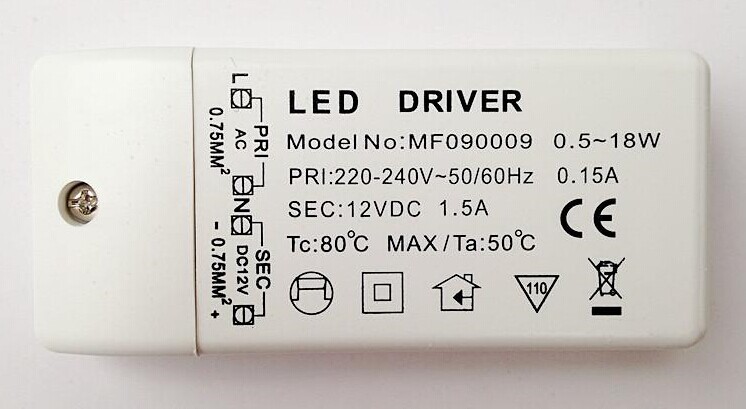 LED DRIVER
Model No:MF090009 0.5~18W
PRI:220-240V~50/60Hz 0.15A
SEC:12VDC 1.5A
Tc:80℃ MAX/Ta:50℃
CE
110
L
AC
N
PRI
0.75MM²
DC12V
SEC
- 0.75MM² +